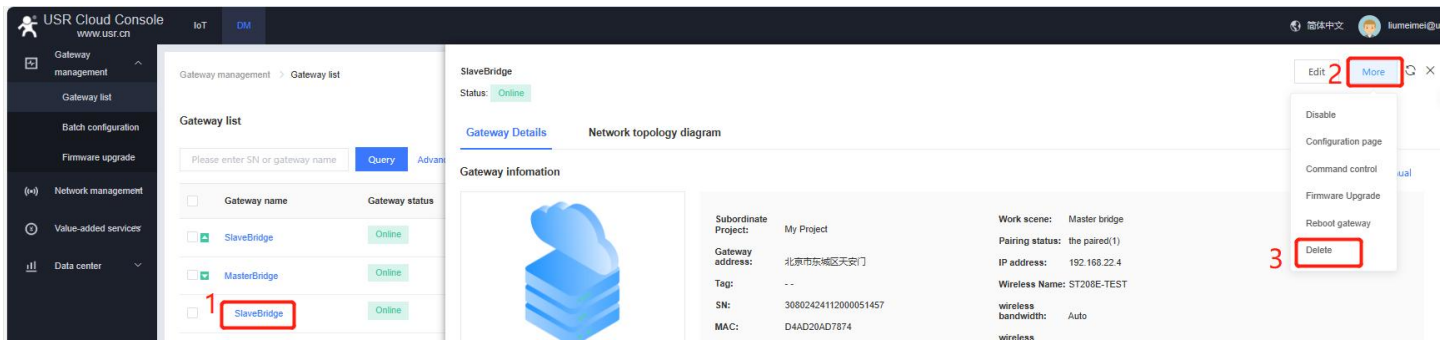 USR Cloud Console
www.usr.cn
IoT
DM
简体中文
Gateway
management
Gateway list
Batch configuration
Firmware upgrade
Network management
Value-added services
Data center
Gateway management > Gateway list
Gateway list
Please enter SN or gateway name
Query
Gateway name Gateway status
SlaveBridge Online
MasterBridge Online
1
SlaveBridge Online
SlaveBridge
Status: Online
Edit
2
More
Disable
Configuration page
Command control
Firmware Upgrade
Reboot gateway
3
Delete
Gateway Details Network topology diagram
Gateway infomation
Subordinate
Project: My Project
Gateway
address: 北京市东城区天安门
Tag: - -
SN: 30802424112000051457
MAC: D4AD20AD7874
Work scene: Master bridge
Pairing status: the paired(1)
IP address: 192.168.22.4
Wireless Name: ST208E-TEST
wireless
bandwidth: Auto
wireless